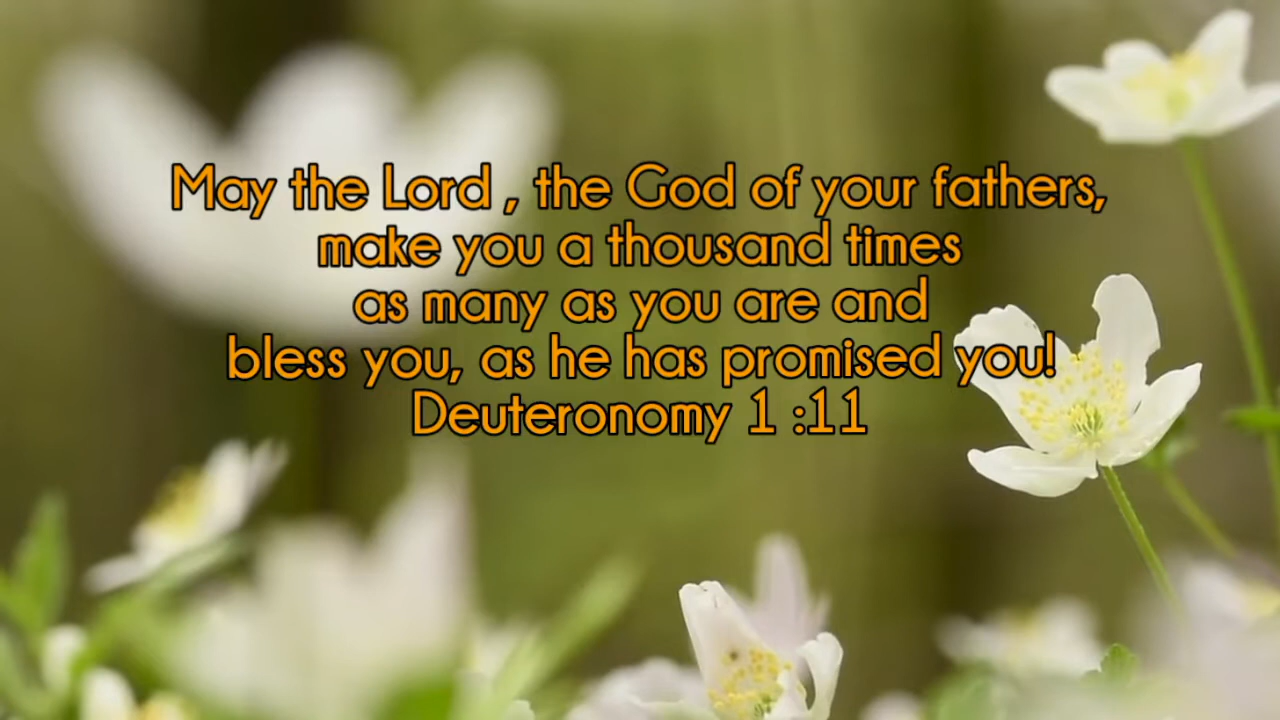 May the Lord , the God of your fathers,
make you a thousand times
as many as you are and
bless you, as he has promised you!
Deuteronomy 1 :11